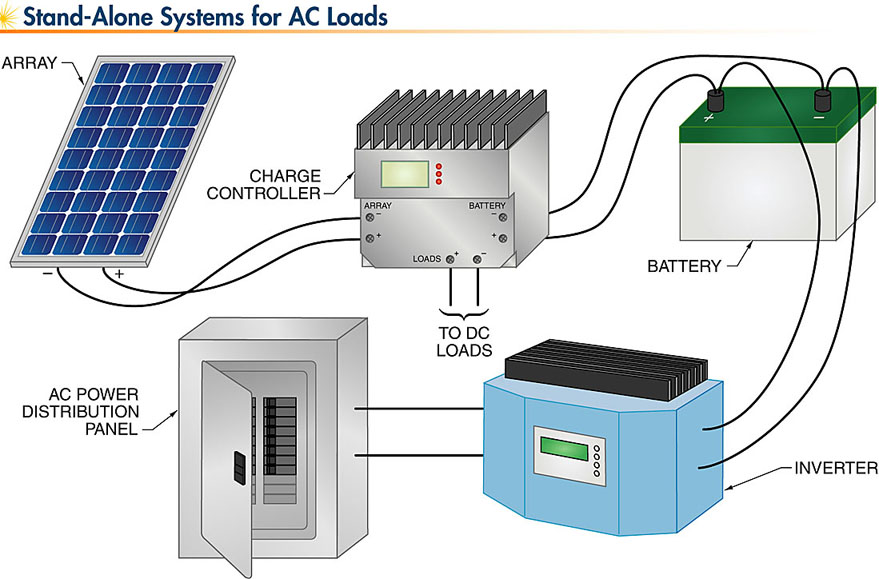 Stand-Alone Systems for AC Loads
ARRAY
CHARGE
CONTROLLER
ARRAY
BATTERY
−
−
+
+
LOADS
+
−
+
−
BATTERY
−
+
TO DC
LOADS
AC POWER
DISTRIBUTION
PANEL
INVERTER